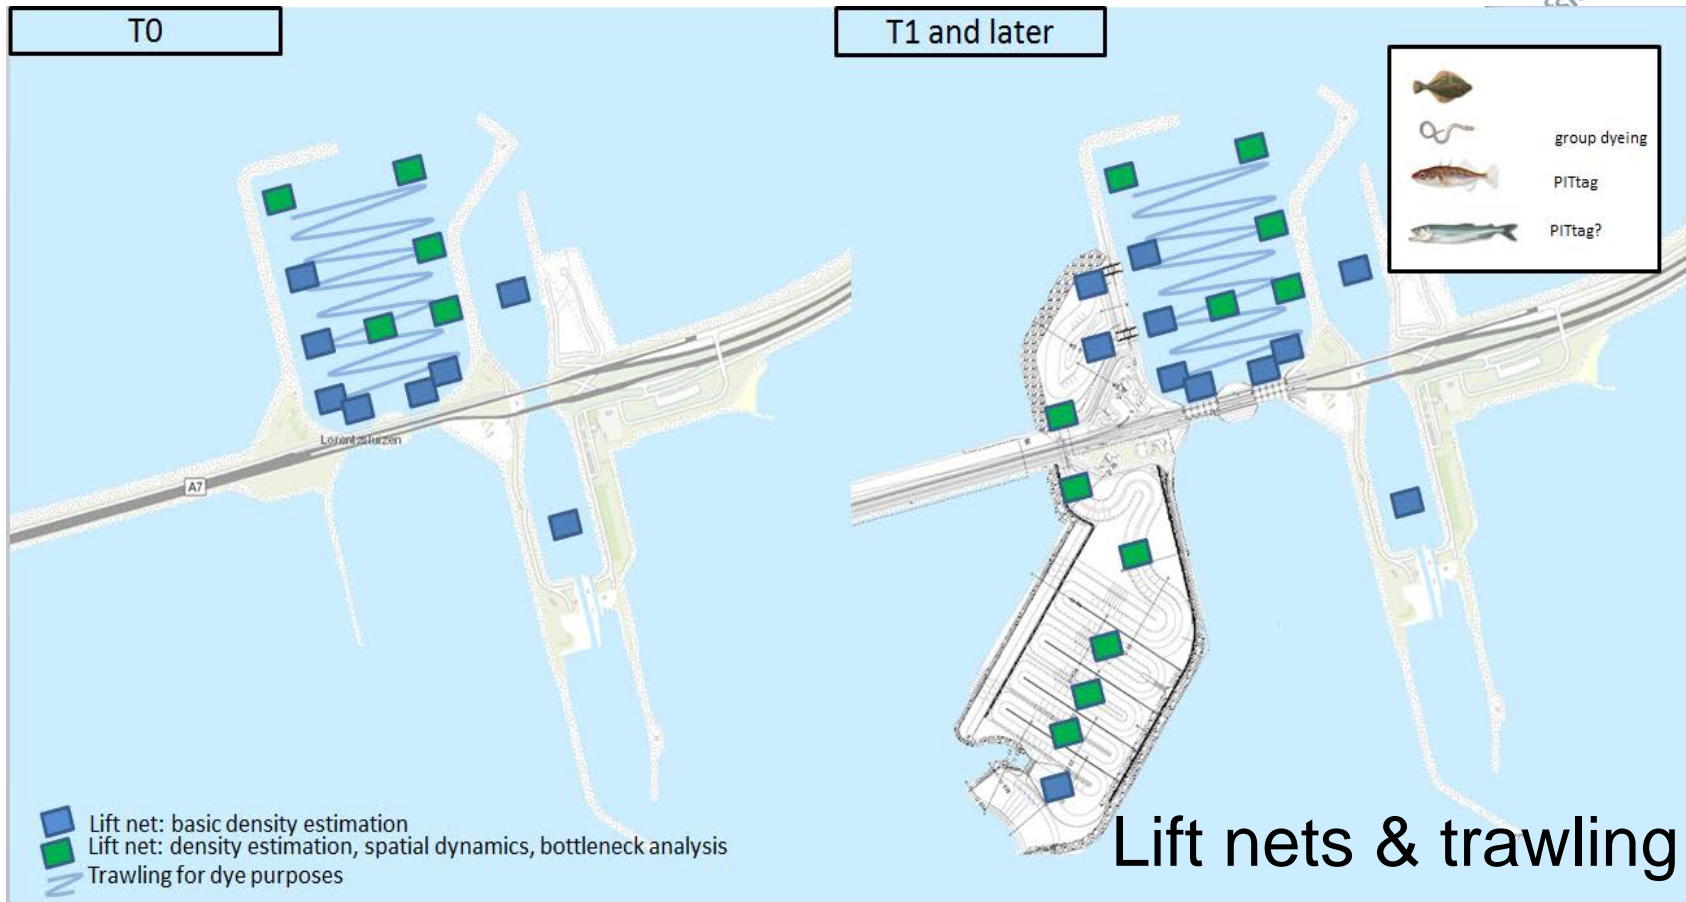 T0
T1 and later
group dyeing
PITtag
PITtag?
Lorentzsluizen
A7
Lift net: basic density estimation
Lift net: density estimation, spatial dynamics, bottleneck analysis
Trawling for dye purposes
Lift nets & trawling